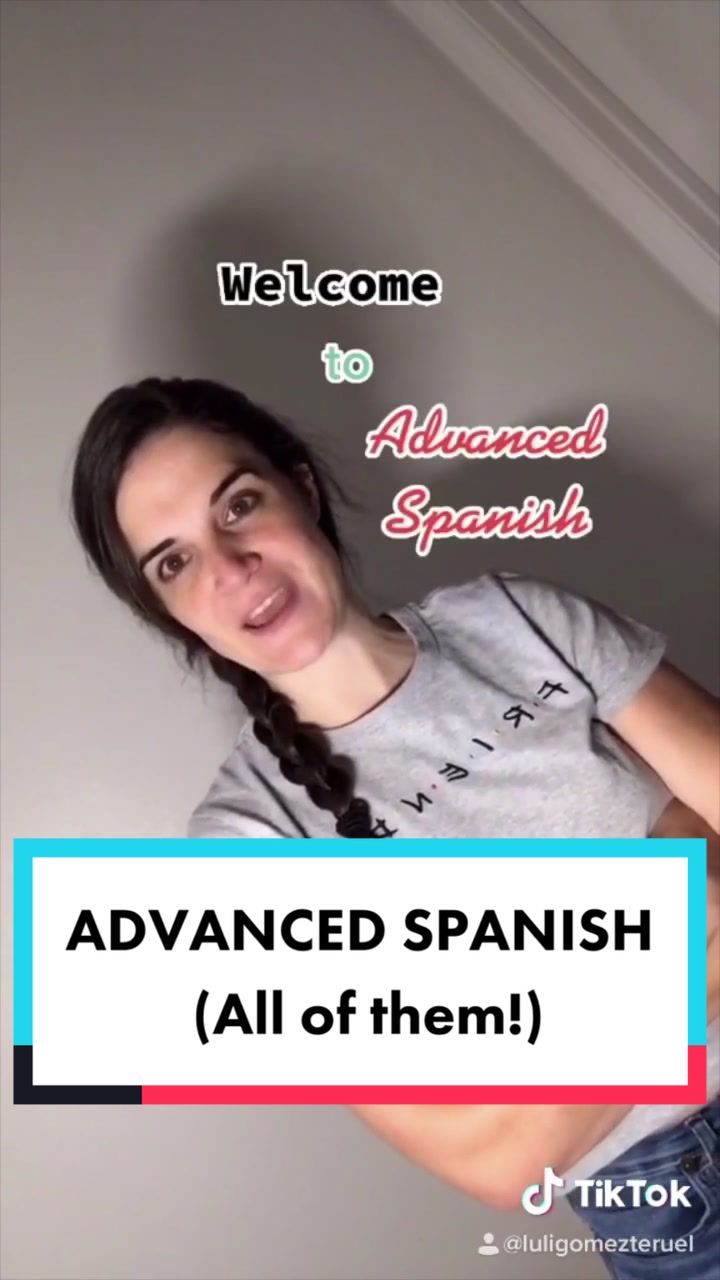 Welcome
to
Advanced
Spanish
ADVANCED SPANISH
(All of them!)
TikTok
@luligomezteruel